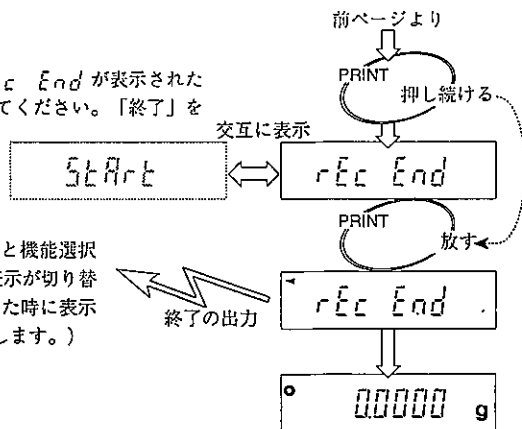 前ページより
PRINT
押し続ける
c End が表示された
てください。「終了」を
交互に表示
StArt
rEc End
PRINT
放す
と機能選択
表示が切り替
た時に表示
します。)
終了の出力
rEc End
0.0000 g